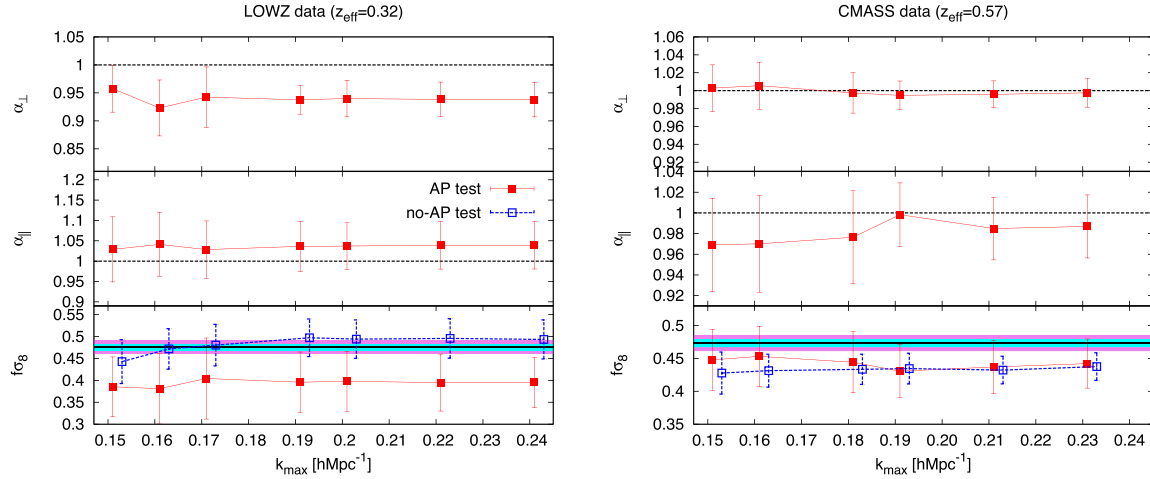 LOWZ data (z_eff=0.32)
1.05
1
0.95
0.9
0.85
α⊥
1.2
1.15
1.1
1.05
1
0.95
0.9
α||
AP test
no-AP test
0.55
0.5
0.45
0.4
0.35
0.3
fσ8
0.15 0.16 0.17 0.18 0.19 0.2 0.21 0.22 0.23 0.24
k_max [hMpc⁻¹]
CMASS data (z_eff=0.57)
1.06
1.04
1.02
1
0.98
0.96
0.94
0.92
α⊥
1.04
1.02
1
0.98
0.96
0.94
0.92
α||
0.5
0.45
0.4
0.35
fσ8
0.15 0.16 0.17 0.18 0.19 0.20 0.21 0.22 0.23 0.24
k_max [hMpc⁻¹]